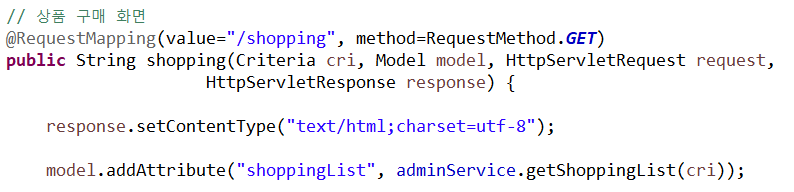 // 상품 구매 화면
@RequestMapping(value="/shopping", method=RequestMethod.GET)
public String shopping(Criteria cri, Model model, HttpServletRequest request,
HttpServletResponse response) {
response.setContentType("text/html;charset=utf-8");
model.addAttribute("shoppingList", adminService.getShoppingList(cri));